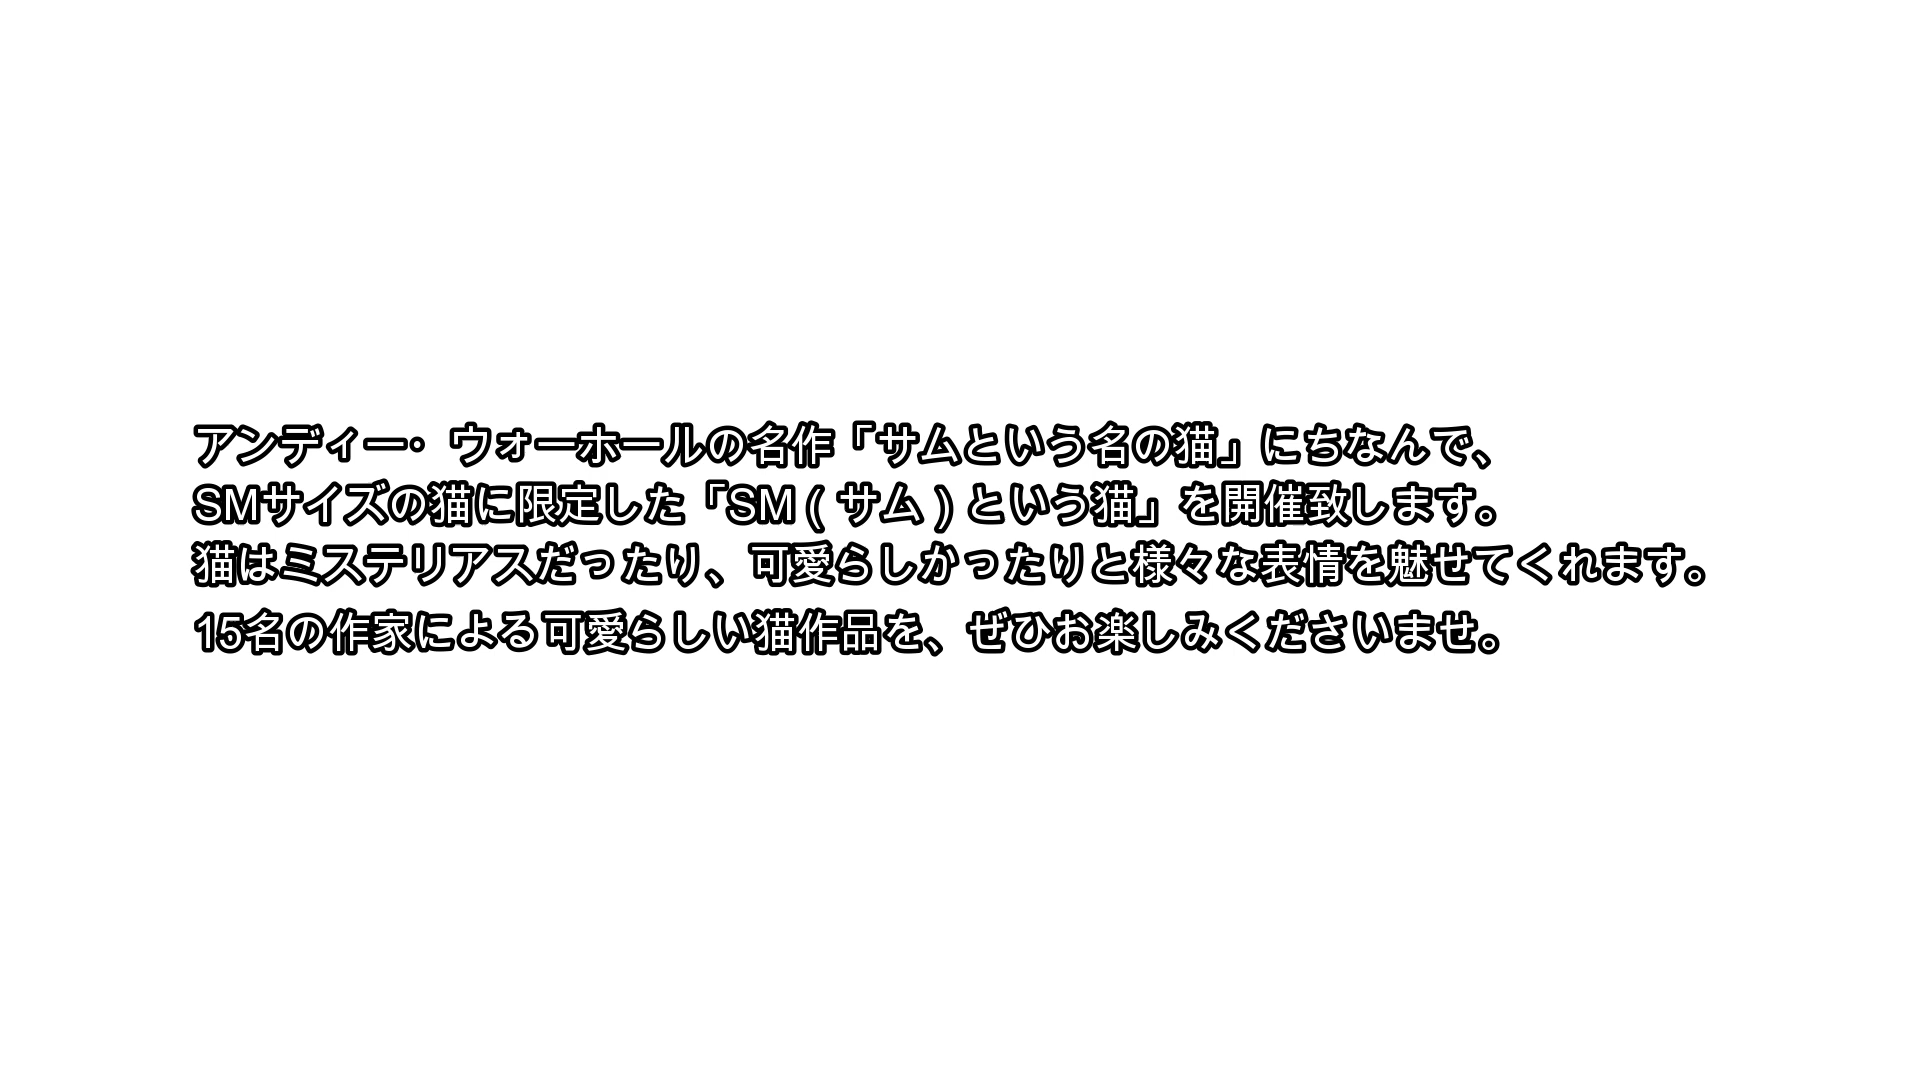 アンディー・ウォーホールの名作「サムという名の猫」にちなんで、
SMサイズの猫に限定した「SM(サム)という猫」を開催致します。
猫はミステリアスだったり、可愛らしかったりと様々な表情を魅せてくれます。
15名の作家による可愛らしい猫作品を、ぜひお楽しみくださいませ。